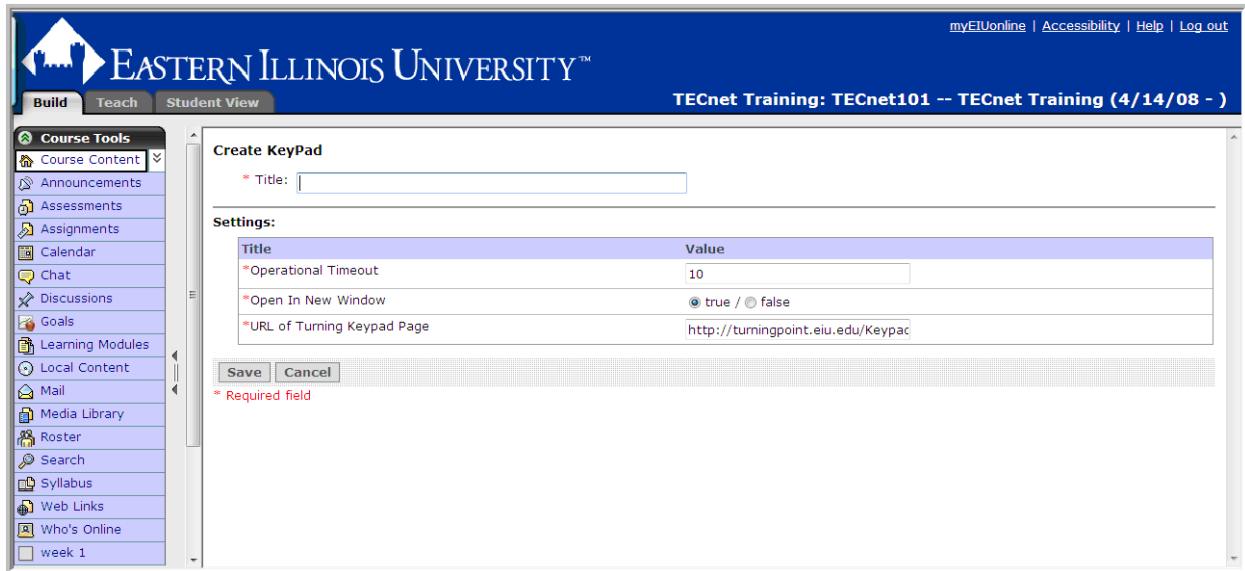 myEIUonline | Accessibility | Help | Log out
EASTERN ILLINOIS UNIVERSITY™
Build Teach Student View
TECnet Training: TECnet101 -- TECnet Training (4/14/08 - )
Course Tools
Course Content
Announcements
Assessments
Assignments
Calendar
Chat
Discussions
Goals
Learning Modules
Local Content
Mail
Media Library
Roster
Search
Syllabus
Web Links
Who's Online
week 1
Create KeyPad
* Title:
Settings:
Title Value
*Operational Timeout 10
*Open In New Window true / false
*URL of Turning Keypad Page http://turningpoint.eiu.edu/Keypad
Save Cancel
* Required field